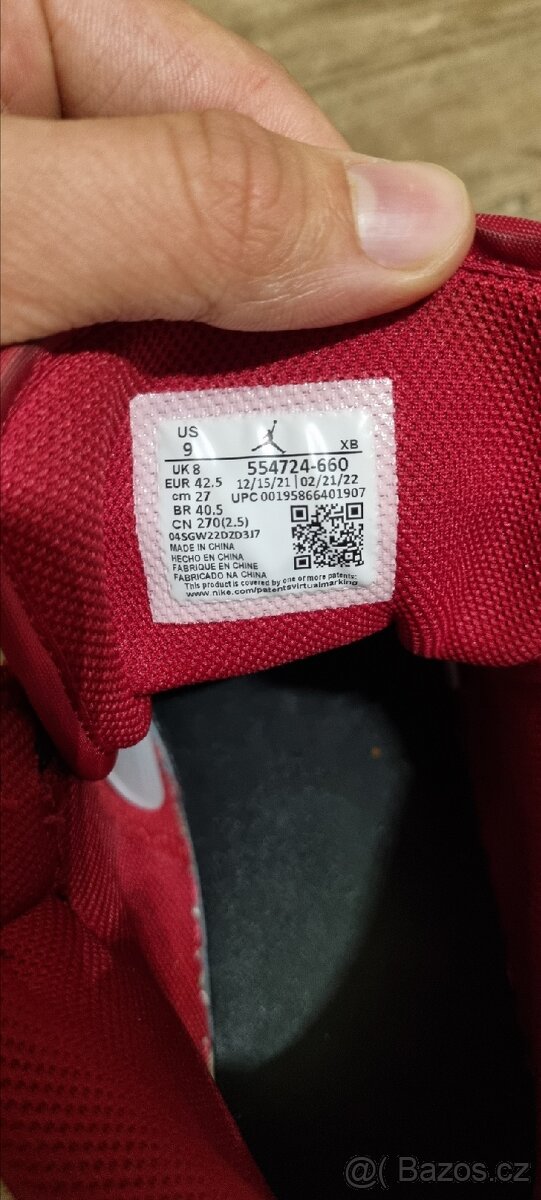 US
9 XB
UK 8 554724-660
EUR 42.5 12/15/21 | 02/21/22
cm 27 UPC 00195866401907
BR 40.5
CN 270(2.5)
04SGW22DZD3J7
MADE IN CHINA
HECHO EN CHINA
FABRIQUE EN CHINE
FABRICADO NA CHINA
This product is covered by one or more patents:
www.nike.com/patentsvirtualmarking
@( Bazos.cz